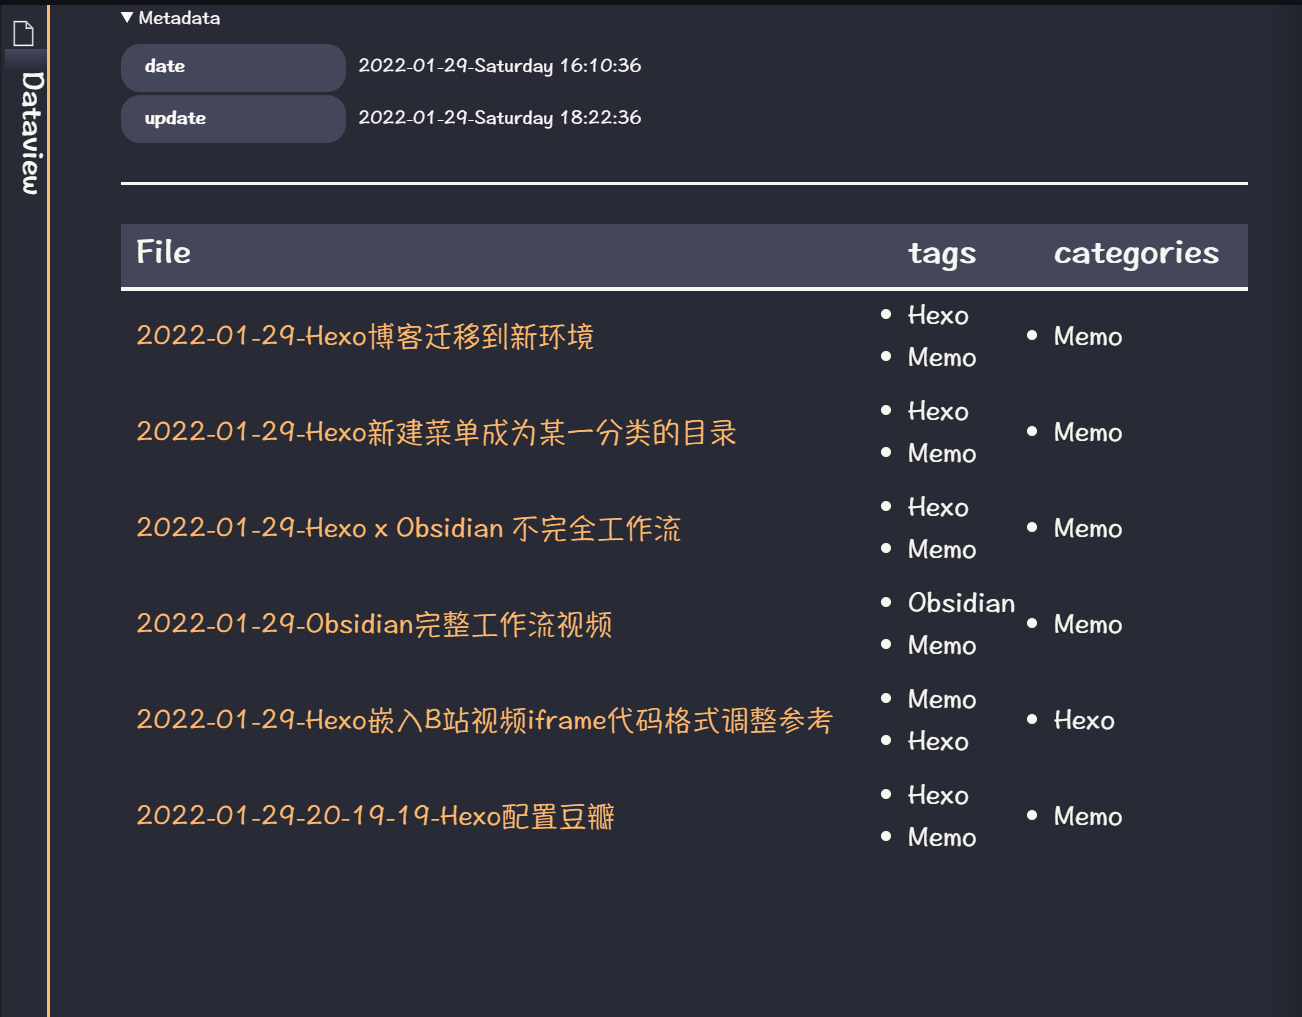 Dataview
Metadata
date 2022-01-29-Saturday 16:10:36
update 2022-01-29-Saturday 18:22:36
File tags categories
2022-01-29-Hexo博客迁移到新环境
Hexo
Memo
Memo
2022-01-29-Hexo新建菜单成为某一分类的目录
Hexo
Memo
Memo
2022-01-29-Hexo x Obsidian 不完全工作流
Hexo
Memo
Memo
2022-01-29-Obsidian完整工作流视频
Obsidian
Memo
Memo
2022-01-29-Hexo嵌入B站视频iframe代码格式调整参考
Memo
Hexo
Hexo
2022-01-29-20-19-19-Hexo配置豆瓣
Hexo
Memo
Memo